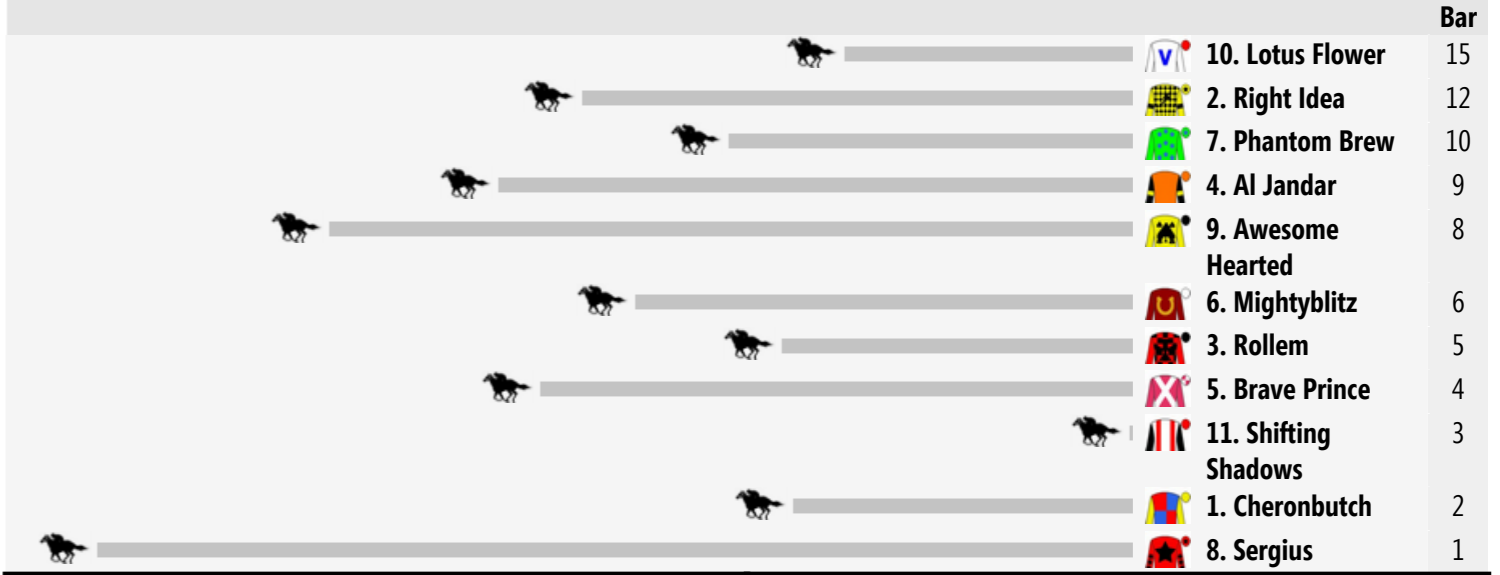 Bar
10. Lotus Flower 15
2. Right Idea 12
7. Phantom Brew 10
4. Al Jandar 9
9. Awesome 8
Hearted
6. Mightyblitz 6
3. Rollem 5
5. Brave Prince 4
11. Shifting 3
Shadows
1. Cheronbutch 2
8. Sergius 1